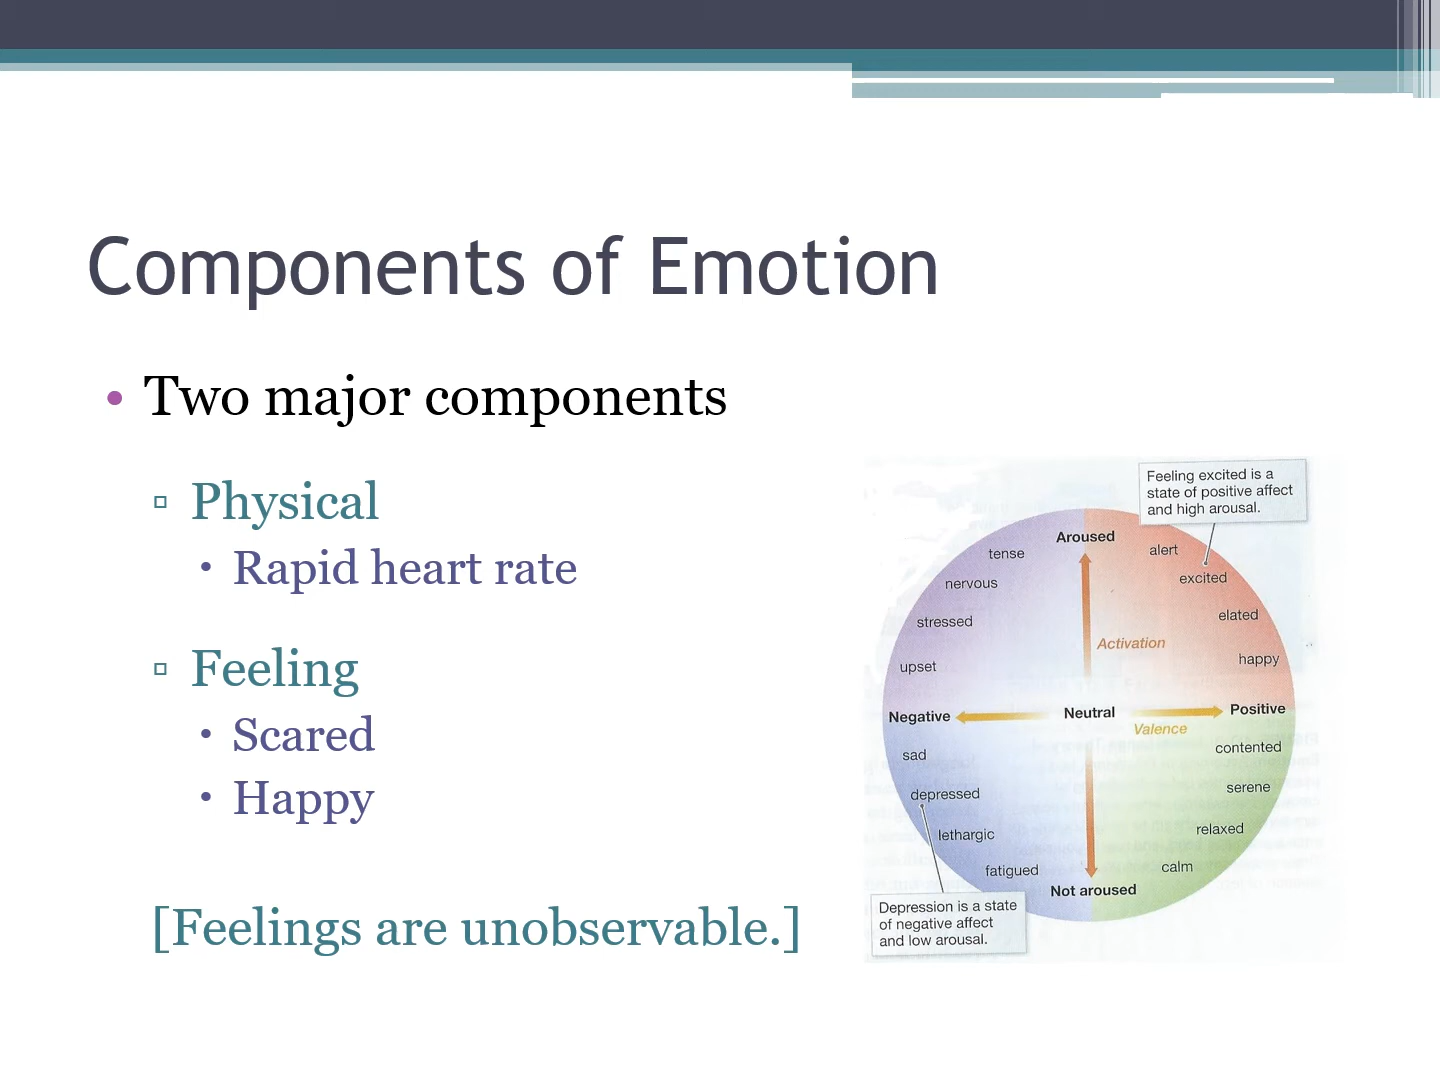 Components of Emotion
• Two major components
▫ Physical
▪ Rapid heart rate
▫ Feeling
▪ Scared
▪ Happy
[Feelings are unobservable.]
Feeling excited is a
state of positive affect
and high arousal.
Aroused
tense
alert
nervous
excited
stressed
elated
Activation
upset
happy
Negative
Neutral
Positive
Valence
sad
contented
depressed
serene
lethargic
relaxed
fatigued
calm
Not aroused
Depression is a state
of negative affect
and low arousal.